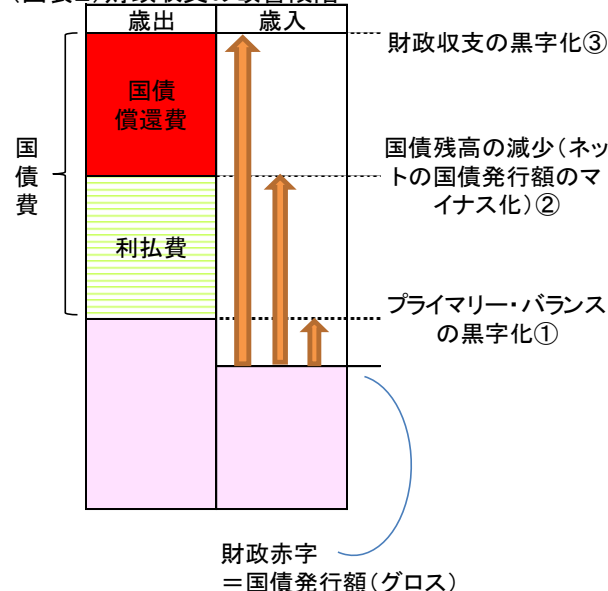 歳出
歳入
財政収支の黒字化③
国債
償還費
国債費
国債残高の減少(ネッ
トの国債発行額のマ
イナス化)②
利払費
プライマリー・バランス
の黒字化①
財政赤字
=国債発行額(グロス)